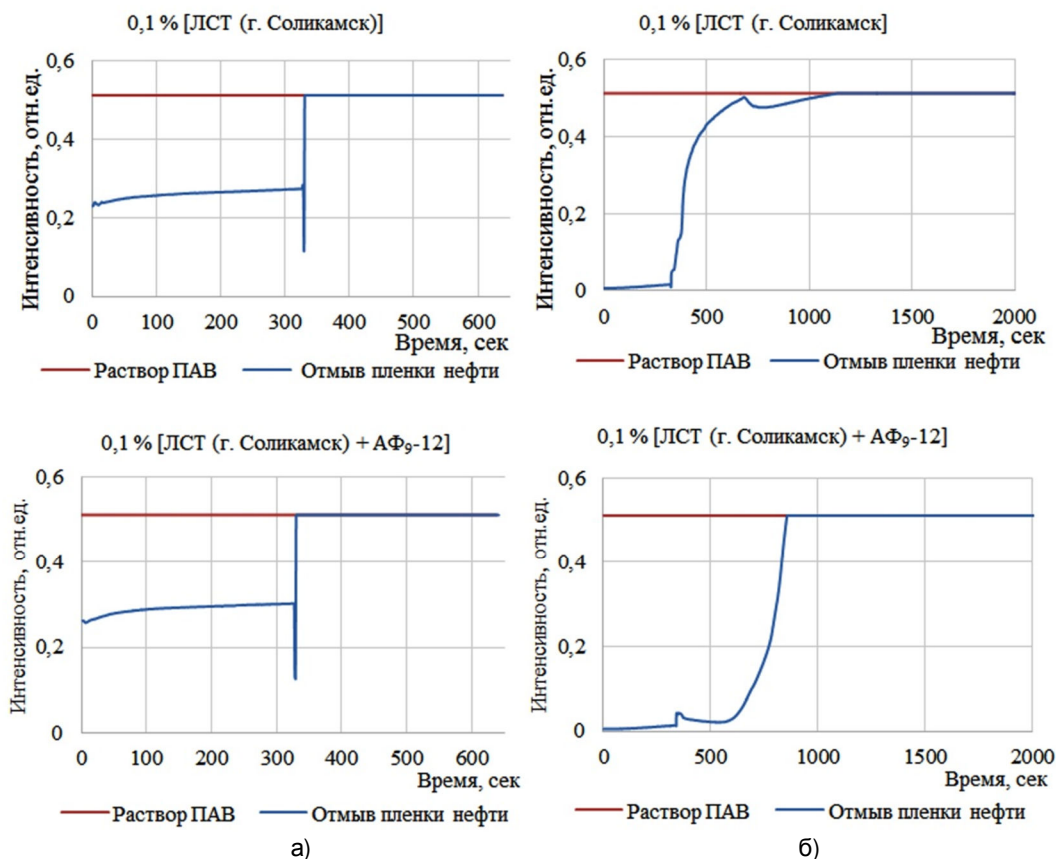 0,1 % [ЛСТ (г. Соликамск)]
Интенсивность, отн.ед.
0,6
0,4
0,2
0
0 100 200 300 400 500 600
Время, сек
Раствор ПАВ Отмыв пленки нефти
0,1 % [ЛСТ (г. Соликамск]
Интенсивность, отн.ед.
0,6
0,4
0,2
0
0 500 1000 1500 2000
Время, сек
Раствор ПАВ Отмыв пленки нефти
0,1 % [ЛСТ (г. Соликамск) + АФ₉-12]
Интенсивность, отн.ед.
0,6
0,4
0,2
0
0 100 200 300 400 500 600
Время, сек
Раствор ПАВ Отмыв пленки нефти
а)
0,1 % [ЛСТ (г. Соликамск) + АФ₉-12]
Интенсивность, отн.ед.
0,6
0,4
0,2
0
0 500 1000 1500 2000
Время, сек
Раствор ПАВ Отмыв пленки нефти
б)